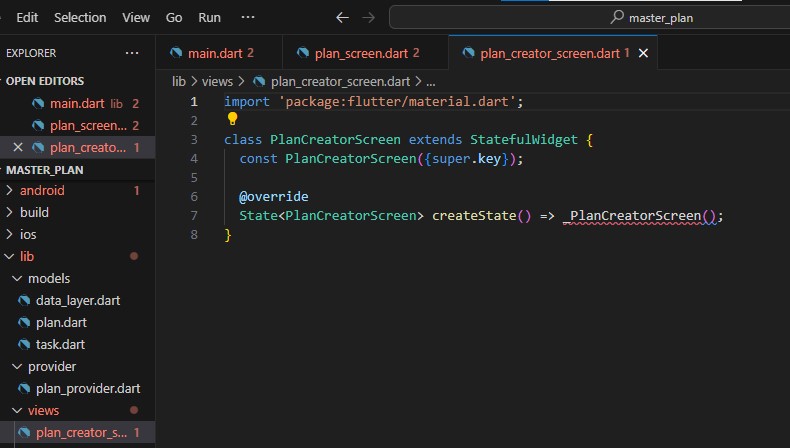 Edit Selection View Go Run ··· ← → master_plan
EXPLORER ···
main.dart 2 plan_screen.dart 2 plan_creator_screen.dart 1 ×
OPEN EDITORS
main.dart lib 2
plan_screen... 2
× plan_creato... 1
MASTER_PLAN
> android 1
> build
> ios
lib
models
data_layer.dart
plan.dart
task.dart
provider
plan_provider.dart
views
plan_creator_s... 1
lib > views > plan_creator_screen.dart > ...
1 import 'package:flutter/material.dart';
2
3 class PlanCreatorScreen extends StatefulWidget {
4 const PlanCreatorScreen({super.key});
5
6 @override
7 State<PlanCreatorScreen> createState() => _PlanCreatorScreen();
8 }